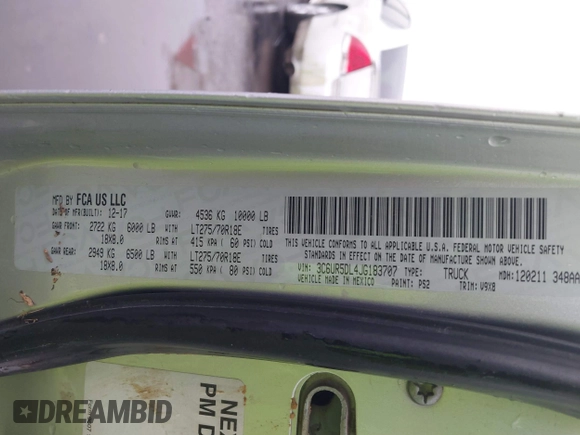 MFD BY FCA US LLC
DATE OF MFR(BUILT): 12-17 GVWR: 4536 KG 10000 LB
GAWR FRONT: 2722 KG 6000 LB WITH LT275/70R18E TIRES
18X8.0 RIMS AT 415 KPA ( 60 PSI) COLD
GAWR REAR: 2949 KG 6500 LB WITH LT275/70R18E TIRES
18X8.0 RIMS AT 550 KPA ( 80 PSI) COLD
THIS VEHICLE CONFORMS TO ALL APPLICABLE U.S.A. FEDERAL MOTOR VEHICLE SAFETY
STANDARDS IN EFFECT ON THE DATE OF MANUFACTURE SHOWN ABOVE.
VIN: 3C6UR5DL4JG183707 TYPE: TRUCK MDH: 120211 348AA
VEHICLE MADE IN MEXICO PAINT: PS2 TRIM: V9X8
NE
PM D
DREAMBID